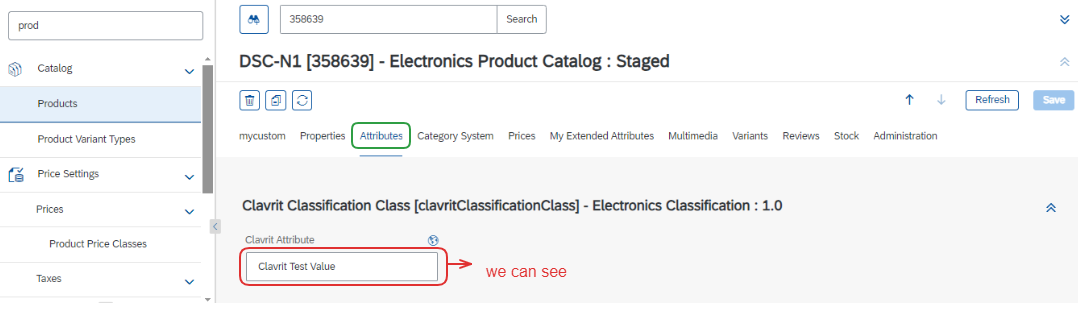 prod
Catalog
Products
Product Variant Types
Price Settings
Prices
Product Price Classes
Taxes
358639
Search
DSC-N1 [358639] - Electronics Product Catalog : Staged
Refresh
Save
mycustom Properties Attributes Category System Prices My Extended Attributes Multimedia Variants Reviews Stock Administration
Clavrit Classification Class [clavritClassificationClass] - Electronics Classification : 1.0
Clavrit Attribute
Clavrit Test Value
we can see